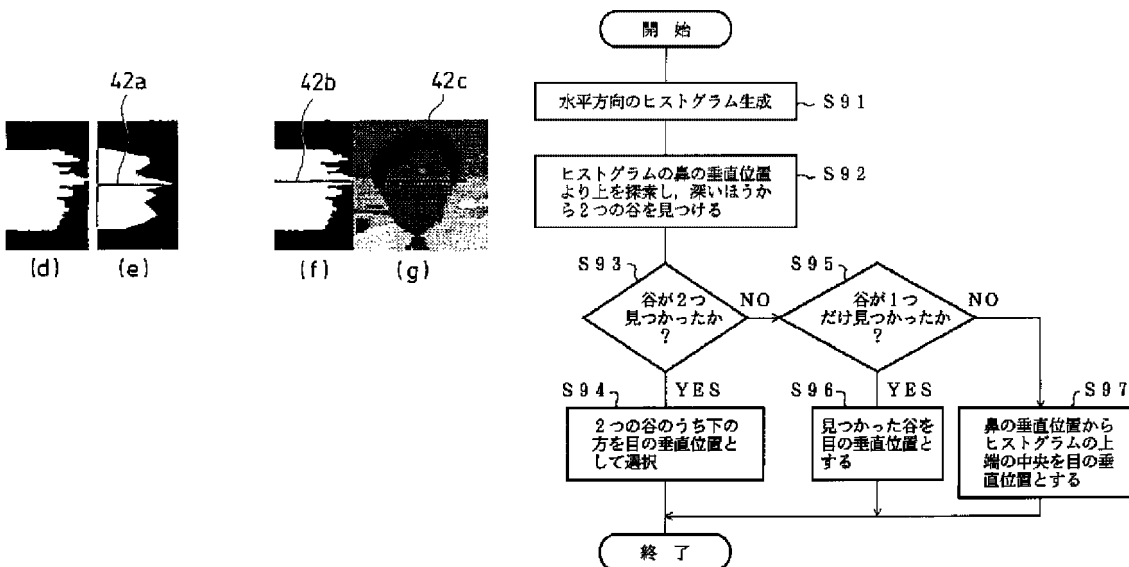 42a
42b
42c
(d)
(e)
(f)
(g)
開始
水平方向のヒストグラム生成
S91
ヒストグラムの鼻の垂直位置
より上を探索し，深いほうか
ら２つの谷を見つける
S92
S93
谷が２つ
見つかったか
？
NO
S95
谷が１つ
だけ見つかったか
？
NO
S94
YES
２つの谷のうち下の
方を目の垂直位置と
して選択
S96
YES
見つかった谷を
目の垂直位置と
する
S97
鼻の垂直位置から
ヒストグラムの上
端の中央を目の垂
直位置とする
終了